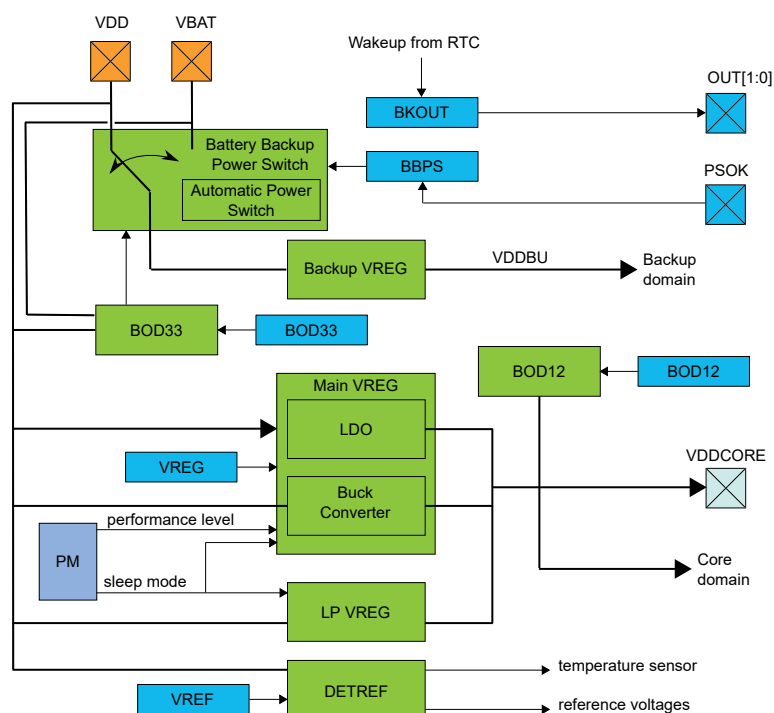 VDD
VBAT
Wakeup from RTC
OUT[1:0]
BKOUT
Battery Backup
Power Switch
BBPS
PSOK
Automatic Power
Switch
Backup VREG
VDDBU
Backup
domain
BOD33
BOD33
BOD12
BOD12
Main VREG
LDO
VREG
VDDCORE
Buck
Converter
performance level
PM
sleep mode
Core
domain
LP VREG
temperature sensor
DETREF
VREF
reference voltages